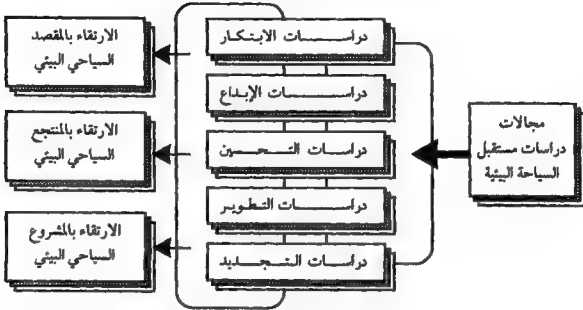 مجالات
دراسات مستقبل
السياحة البيئية
دراسات الابتكار
دراسات الإبداع
دراسات التحسين
دراسات التطوير
دراسات التجديد
الارتقاء بالمقصد
السياحي البيئي
الارتقاء بالمنتجع
السياحي البيئي
الارتقاء بالمشروع
السياحي البيئي